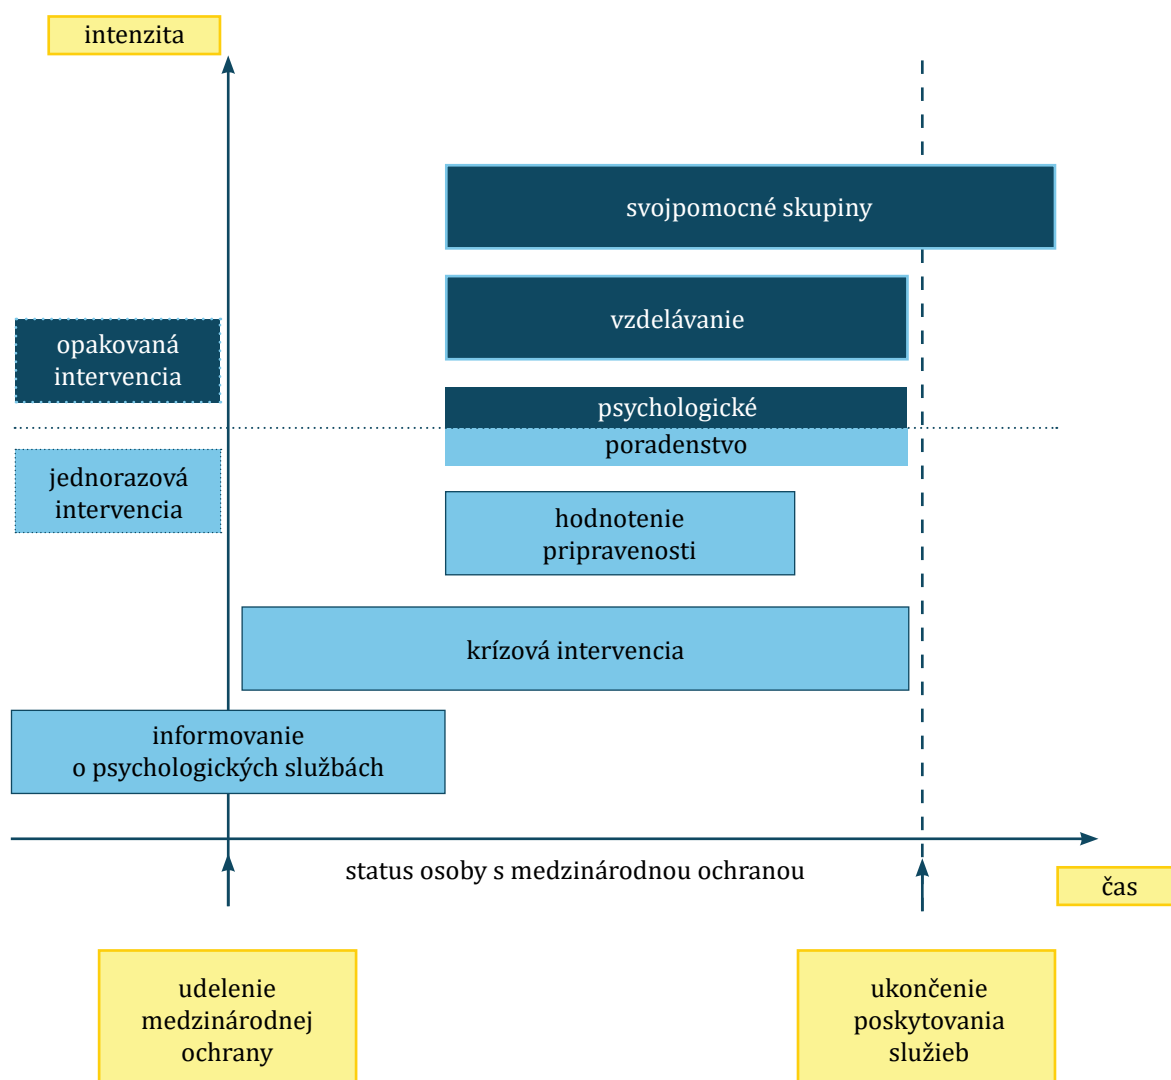 intenzita
svojpomocné skupiny
vzdelávanie
opakovaná
intervencia
psychologické
poradenstvo
jednorazová
intervencia
hodnotenie
pripravenosti
krízová intervencia
informovanie
o psychologických službách
status osoby s medzinárodnou ochranou
čas
udelenie
medzinárodnej
ochrany
ukončenie
poskytovania
služieb